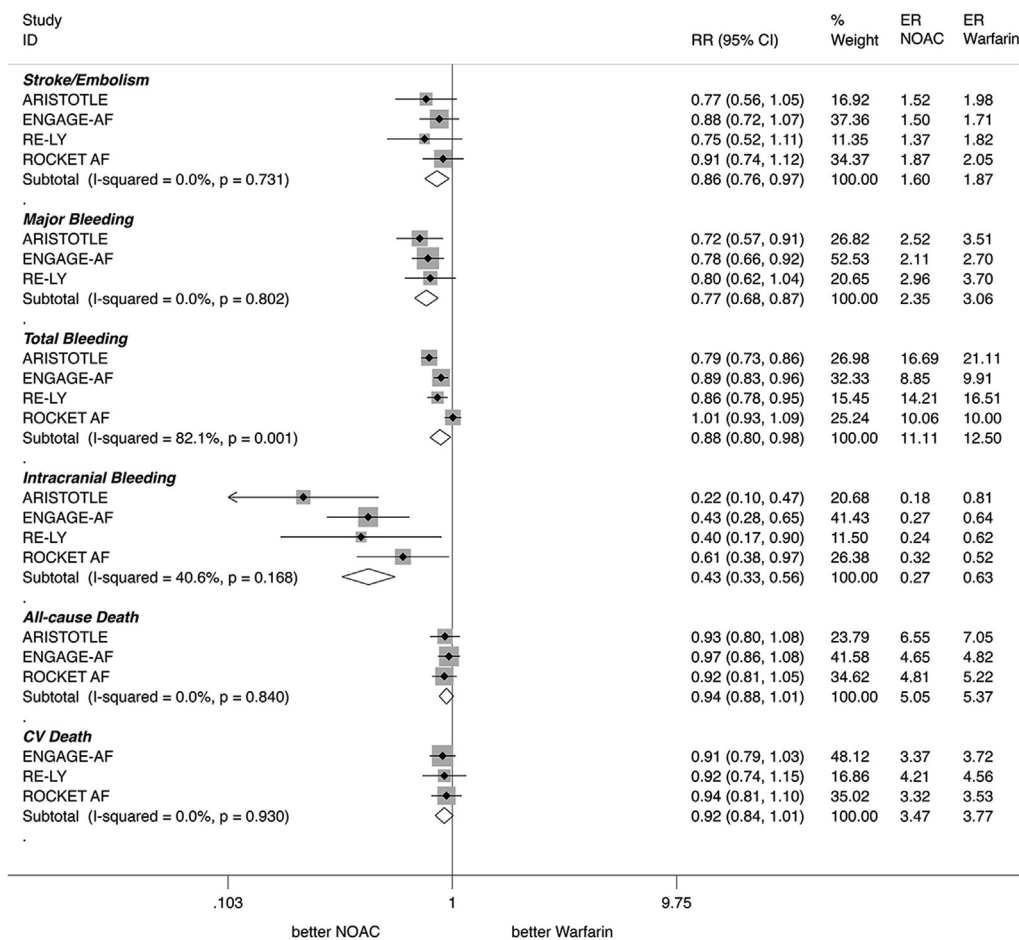 Study % ER ER
ID RR (95% CI) Weight NOAC Warfarin
Stroke/Embolism
ARISTOTLE 0.77 (0.56, 1.05) 16.92 1.52 1.98
ENGAGE-AF 0.88 (0.72, 1.07) 37.36 1.50 1.71
RE-LY 0.75 (0.52, 1.11) 11.35 1.37 1.82
ROCKET AF 0.91 (0.74, 1.12) 34.37 1.87 2.05
Subtotal (I-squared = 0.0%, p = 0.731) 0.86 (0.76, 0.97) 100.00 1.60 1.87
.
Major Bleeding
ARISTOTLE 0.72 (0.57, 0.91) 26.82 2.52 3.51
ENGAGE-AF 0.78 (0.66, 0.92) 52.53 2.11 2.70
RE-LY 0.80 (0.62, 1.04) 20.65 2.96 3.70
Subtotal (I-squared = 0.0%, p = 0.802) 0.77 (0.68, 0.87) 100.00 2.35 3.06
.
Total Bleeding
ARISTOTLE 0.79 (0.73, 0.86) 26.98 16.69 21.11
ENGAGE-AF 0.89 (0.83, 0.96) 32.33 8.85 9.91
RE-LY 0.86 (0.78, 0.95) 15.45 14.21 16.51
ROCKET AF 1.01 (0.93, 1.09) 25.24 10.06 10.00
Subtotal (I-squared = 82.1%, p = 0.001) 0.88 (0.80, 0.98) 100.00 11.11 12.50
.
Intracranial Bleeding
ARISTOTLE 0.22 (0.10, 0.47) 20.68 0.18 0.81
ENGAGE-AF 0.43 (0.28, 0.65) 41.43 0.27 0.64
RE-LY 0.40 (0.17, 0.90) 11.50 0.24 0.62
ROCKET AF 0.61 (0.38, 0.97) 26.38 0.32 0.52
Subtotal (I-squared = 40.6%, p = 0.168) 0.43 (0.33, 0.56) 100.00 0.27 0.63
.
All-cause Death
ARISTOTLE 0.93 (0.80, 1.08) 23.79 6.55 7.05
ENGAGE-AF 0.97 (0.86, 1.08) 41.58 4.65 4.82
ROCKET AF 0.92 (0.81, 1.05) 34.62 4.81 5.22
Subtotal (I-squared = 0.0%, p = 0.840) 0.94 (0.88, 1.01) 100.00 5.05 5.37
.
CV Death
ENGAGE-AF 0.91 (0.79, 1.03) 48.12 3.37 3.72
RE-LY 0.92 (0.74, 1.15) 16.86 4.21 4.56
ROCKET AF 0.94 (0.81, 1.10) 35.02 3.32 3.53
Subtotal (I-squared = 0.0%, p = 0.930) 0.92 (0.84, 1.01) 100.00 3.47 3.77
.
.103 1 9.75
better NOAC better Warfarin